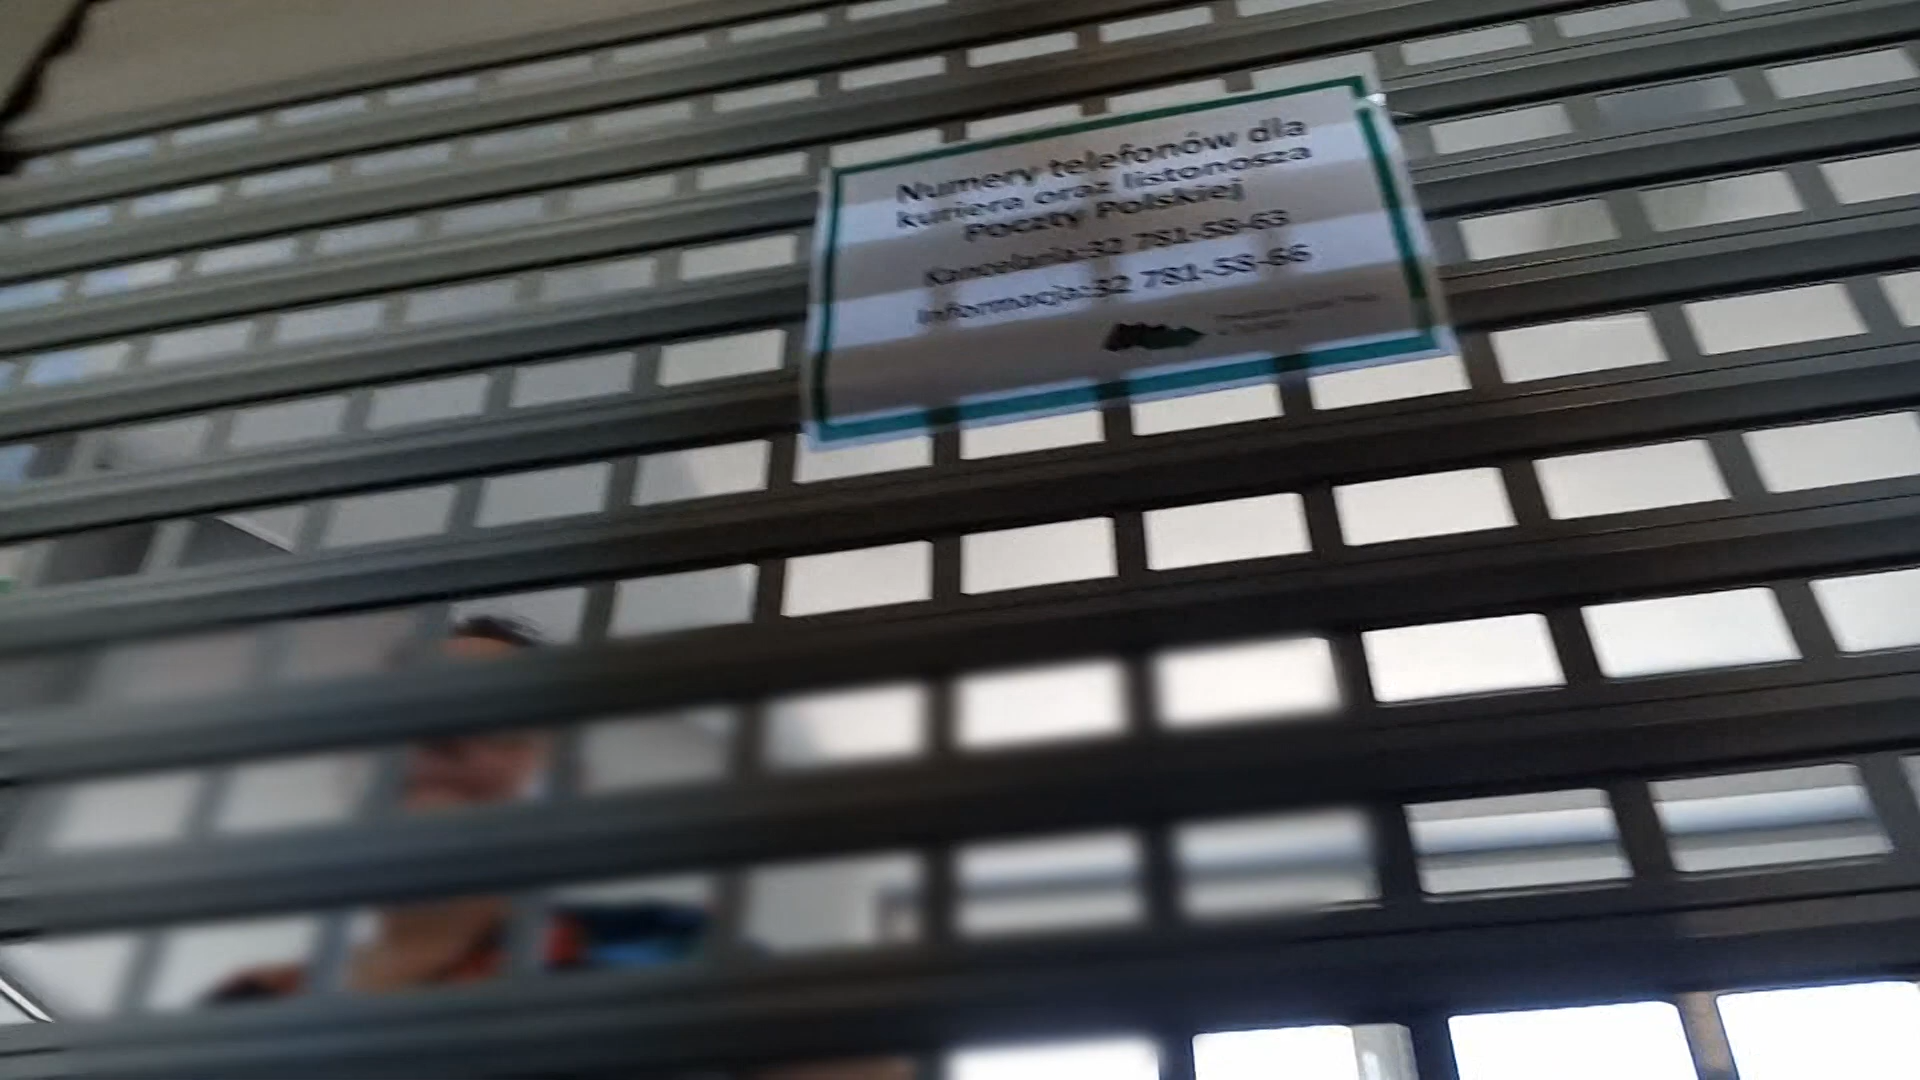 Numery telefonów dla
kuriera oraz listonosza
Poczty Polskiej
Kancelaria:32 781-58-63
Informacja:32 781-58-66